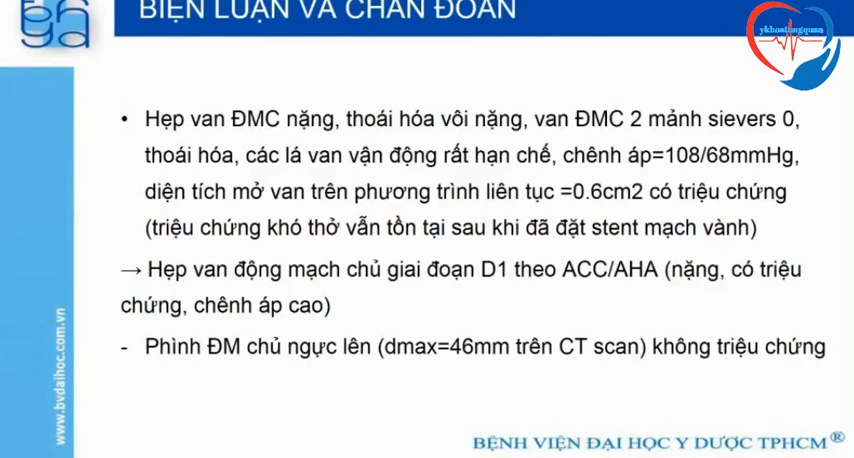 BIỆN LUẬN VÀ CHẨN ĐOÁN
ykhoatongquan
• Hẹp van ĐMC nặng, thoái hóa vôi nặng, van ĐMC 2 mảnh sievers 0,
thoái hóa, các lá van vận động rất hạn chế, chênh áp=108/68mmHg,
diện tích mở van trên phương trình liên tục =0.6cm2 có triệu chứng
(triệu chứng khó thở vẫn tồn tại sau khi đã đặt stent mạch vành)
→ Hẹp van động mạch chủ giai đoạn D1 theo ACC/AHA (nặng, có triệu
chứng, chênh áp cao)
- Phình ĐM chủ ngực lên (dmax=46mm trên CT scan) không triệu chứng
www.bvdaihoc.com.vn
BỆNH VIỆN ĐẠI HỌC Y DƯỢC TPHCM®